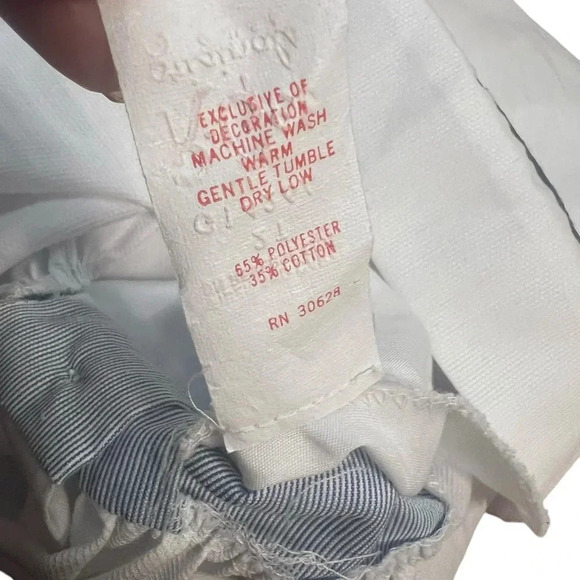 EXCLUSIVE OF
DECORATION
MACHINE WASH
WARM
GENTLE TUMBLE
DRY LOW
65% POLYESTER
35% COTTON
RN 30628